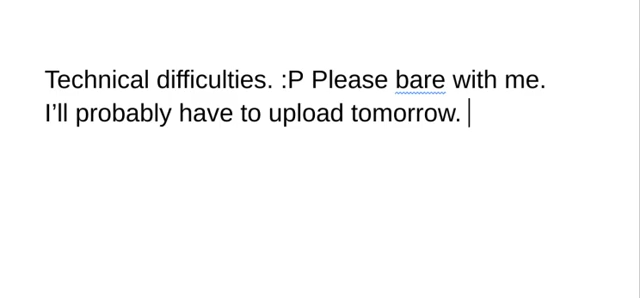 Technical difficulties. :P Please bare with me.
I’ll probably have to upload tomorrow.